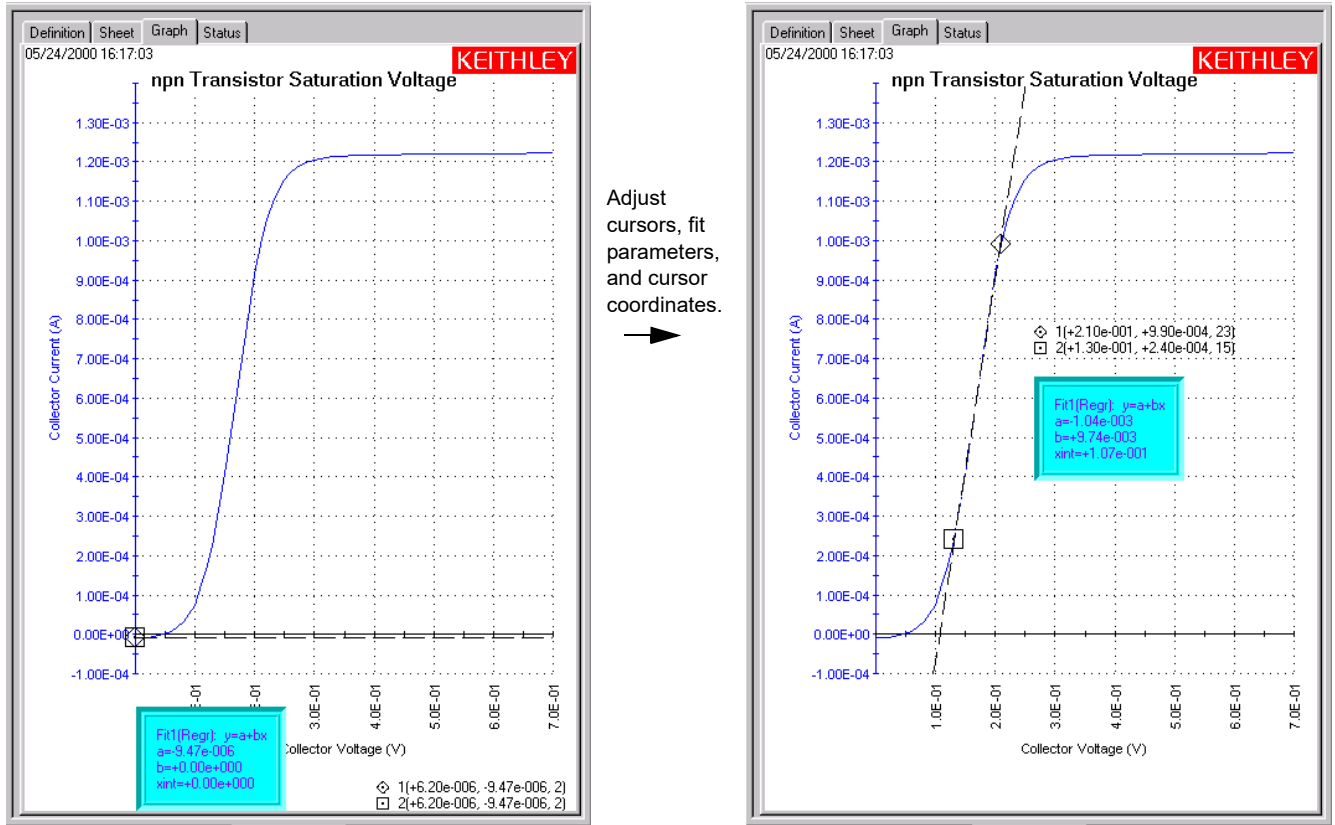 Definition Sheet Graph Status
05/24/2000 16:17:03
KEITHLEY
npn Transistor Saturation Voltage
1.30E-03
1.20E-03
1.10E-03
1.00E-03
9.00E-04
8.00E-04
7.00E-04
6.00E-04
5.00E-04
4.00E-04
3.00E-04
2.00E-04
1.00E-04
0.00E+00
-1.00E-04
Collector Current (A)
3.0E-01
4.0E-01
5.0E-01
6.0E-01
7.0E-01
Collector Voltage (V)
Fit1(Regr): y=a+bx
a=-9.47e-006
b=+0.00e+000
xint=+0.00e+000
1(+6.20e-006, -9.47e-006, 2)
2(+6.20e-006, -9.47e-006, 2)
Adjust
cursors, fit
parameters,
and cursor
coordinates.
Definition Sheet Graph Status
05/24/2000 16:17:03
KEITHLEY
npn Transistor Saturation Voltage
1.30E-03
1.20E-03
1.10E-03
1.00E-03
9.00E-04
8.00E-04
7.00E-04
6.00E-04
5.00E-04
4.00E-04
3.00E-04
2.00E-04
1.00E-04
0.00E+00
-1.00E-04
Collector Current (A)
1(+2.10e-001, +9.90e-004, 23)
2(+1.30e-001, +2.40e-004, 15)
Fit1(Regr): y=a+bx
a=-1.04e-003
b=+9.74e-003
xint=+1.07e-001
1.0E-01
2.0E-01
3.0E-01
4.0E-01
5.0E-01
6.0E-01
7.0E-01
Collector Voltage (V)